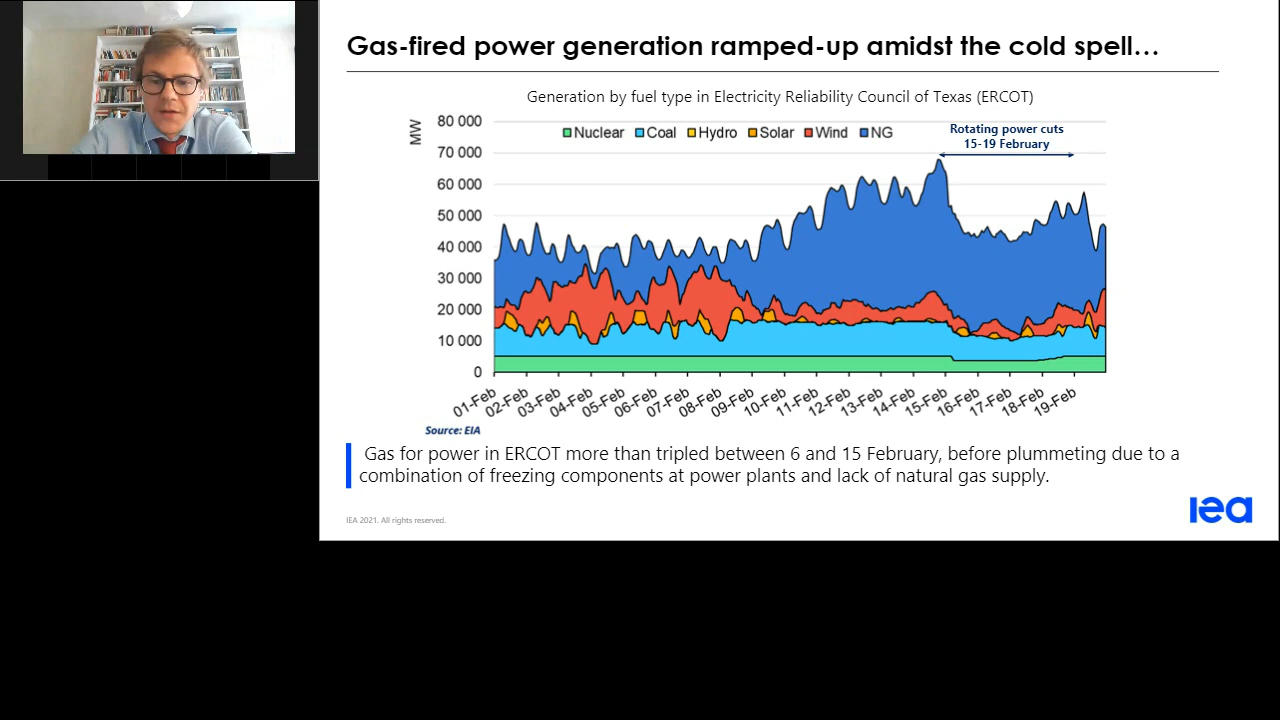 Gas-fired power generation ramped-up amidst the cold spell…
Generation by fuel type in Electricity Reliability Council of Texas (ERCOT)
MW
80 000
70 000
60 000
50 000
40 000
30 000
20 000
10 000
0
Nuclear Coal Hydro Solar Wind NG
Rotating power cuts
15-19 February
01-Feb 02-Feb 03-Feb 04-Feb 05-Feb 06-Feb 07-Feb 08-Feb 09-Feb 10-Feb 11-Feb 12-Feb 13-Feb 14-Feb 15-Feb 16-Feb 17-Feb 18-Feb 19-Feb
Source: EIA
Gas for power in ERCOT more than tripled between 6 and 15 February, before plummeting due to a
combination of freezing components at power plants and lack of natural gas supply.
IEA 2021. All rights reserved.
iea